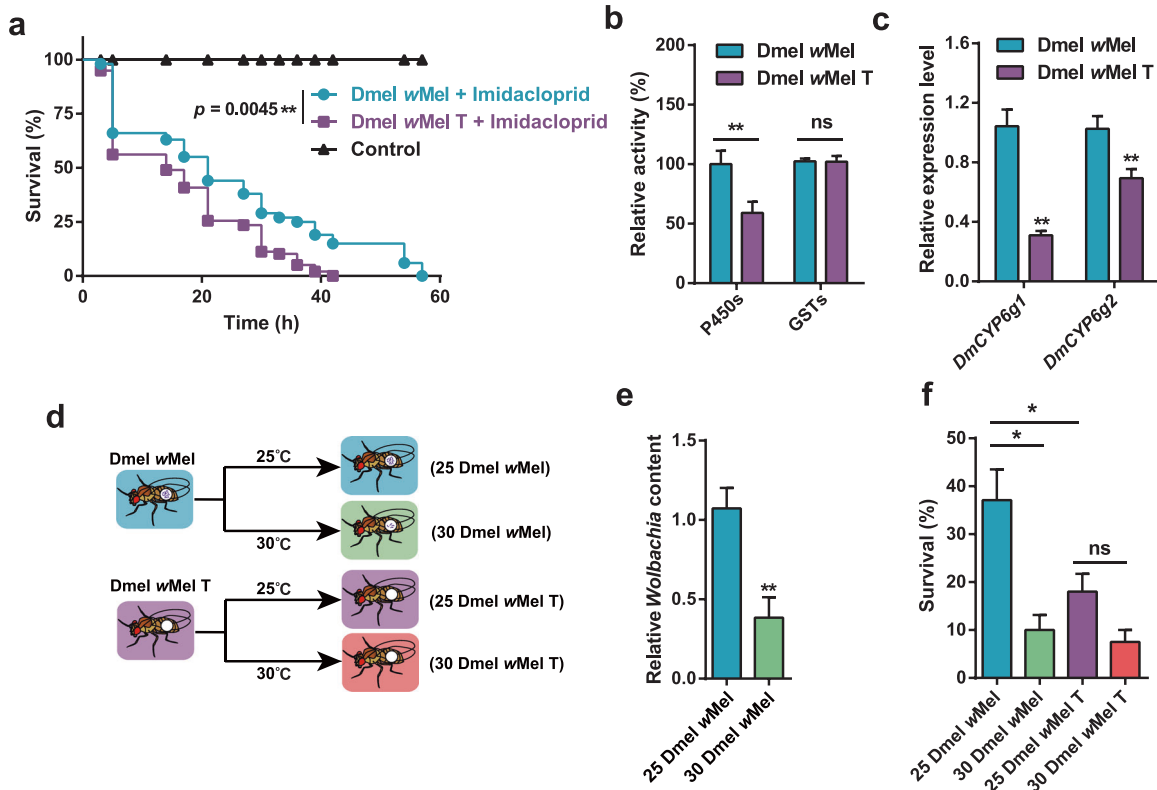 a
100
75
50
25
0
Survival (%)
0 20 40 60
Time (h)
p = 0.0045 **
Dmel wMel + Imidacloprid
Dmel wMel T + Imidacloprid
Control
b
200
150
100
50
0
Relative activity (%)
Dmel wMel
Dmel wMel T
**
ns
P450s
GSTs
c
1.6
1.2
0.8
0.4
0.0
Relative expression level
Dmel wMel
Dmel wMel T
**
**
DmCYP6g1
DmCYP6g2
d
Dmel wMel
25°C
(25 Dmel wMel)
30°C
(30 Dmel wMel)
Dmel wMel T
25°C
(25 Dmel wMel T)
30°C
(30 Dmel wMel T)
e
1.5
1.0
0.5
0.0
Relative Wolbachia content
**
25 Dmel wMel
30 Dmel wMel
f
50
40
30
20
10
0
Survival (%)
*
*
ns
25 Dmel wMel
30 Dmel wMel
25 Dmel wMel T
30 Dmel wMel T